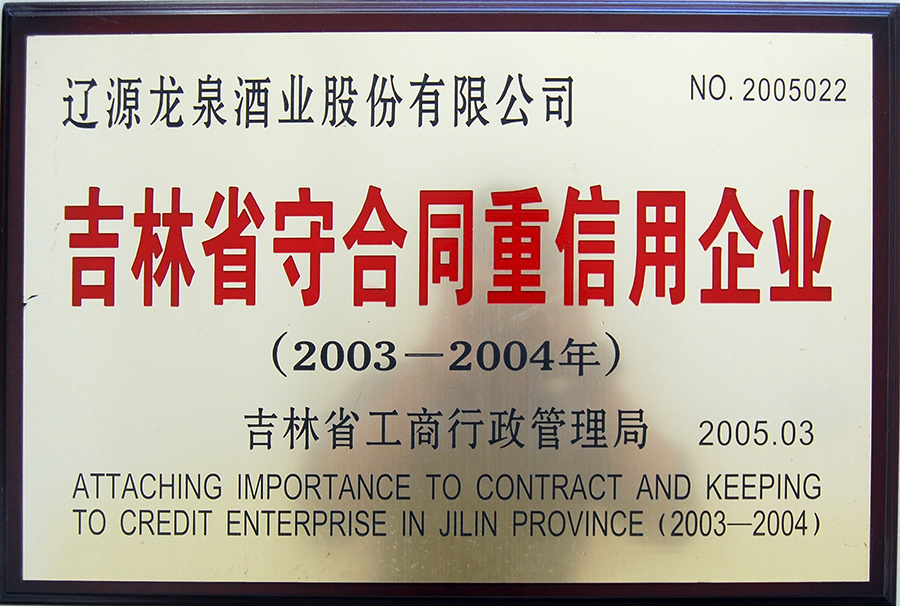 辽源龙泉酒业股份有限公司 NO. 2005022
吉林省守合同重信用企业
（2003—2004年）
吉林省工商行政管理局 2005.03
ATTACHING IMPORTANCE TO CONTRACT AND KEEPING
TO CREDIT ENTERPRISE IN JILIN PROVINCE (2003—2004)